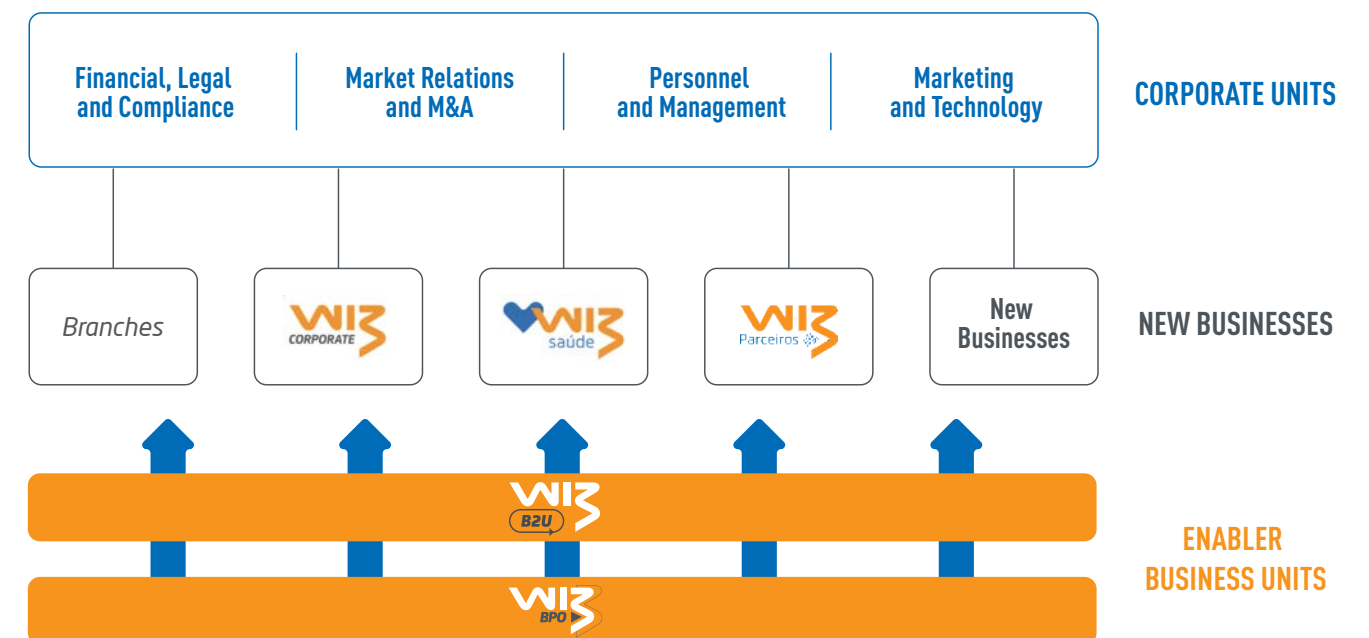 Financial, Legal
and Compliance
Market Relations
and M&A
Personnel
and Management
Marketing
and Technology
CORPORATE UNITS
Branches
WIZ
CORPORATE
WIZ
saúde
WIZ
Parceiros
New
Businesses
NEW BUSINESSES
WIZ
B2U
ENABLER
BUSINESS UNITS
WIZ
BPO